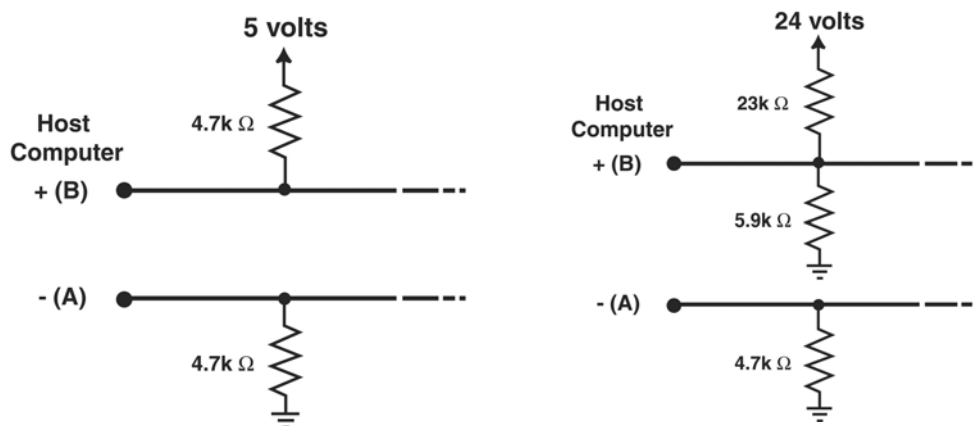 5 volts
4.7k Ω
Host
Computer
+ (B)
- (A)
4.7k Ω
24 volts
23k Ω
Host
Computer
+ (B)
5.9k Ω
- (A)
4.7k Ω